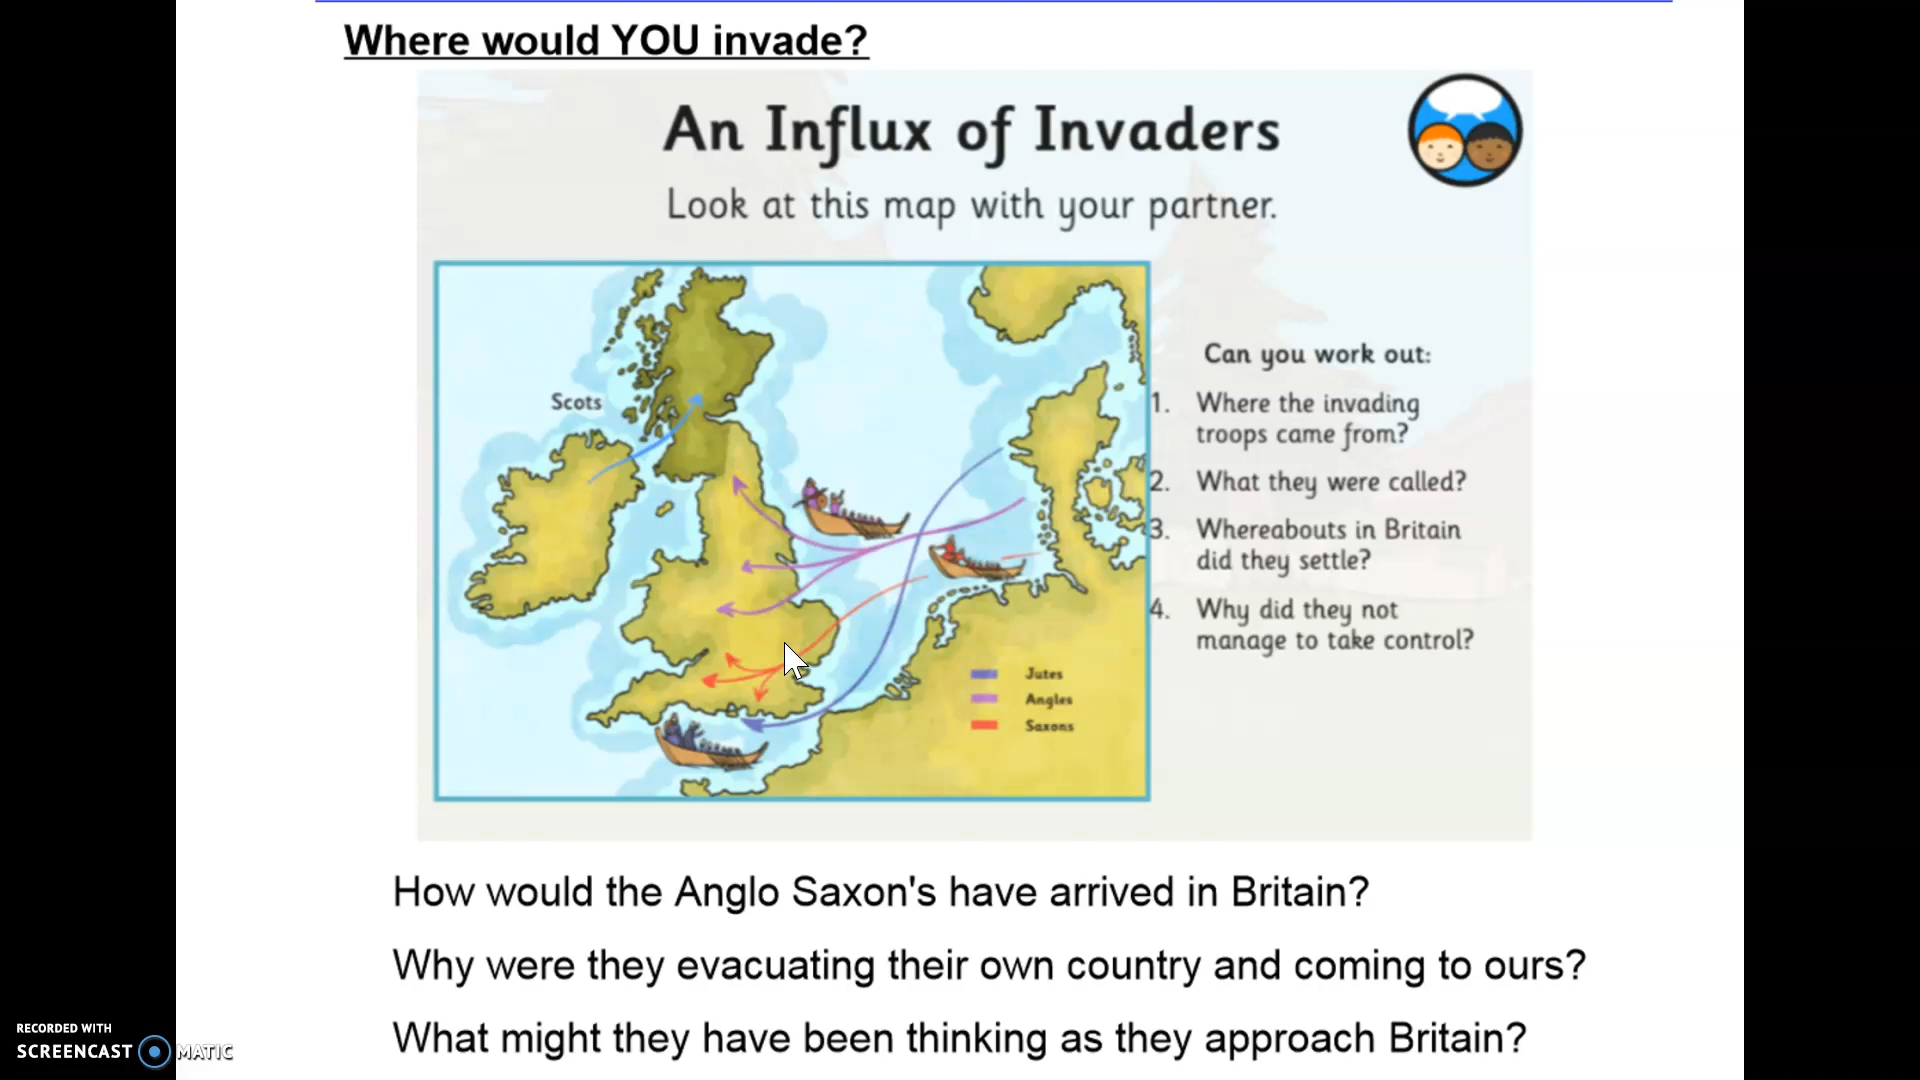 Where would YOU invade?
An Influx of Invaders
Look at this map with your partner.
Scots
Jutes
Angles
Saxons
Can you work out:
1. Where the invading
troops came from?
2. What they were called?
3. Whereabouts in Britain
did they settle?
4. Why did they not
manage to take control?
How would the Anglo Saxon's have arrived in Britain?
Why were they evacuating their own country and coming to ours?
What might they have been thinking as they approach Britain?
RECORDED WITH
SCREENCAST MATIC